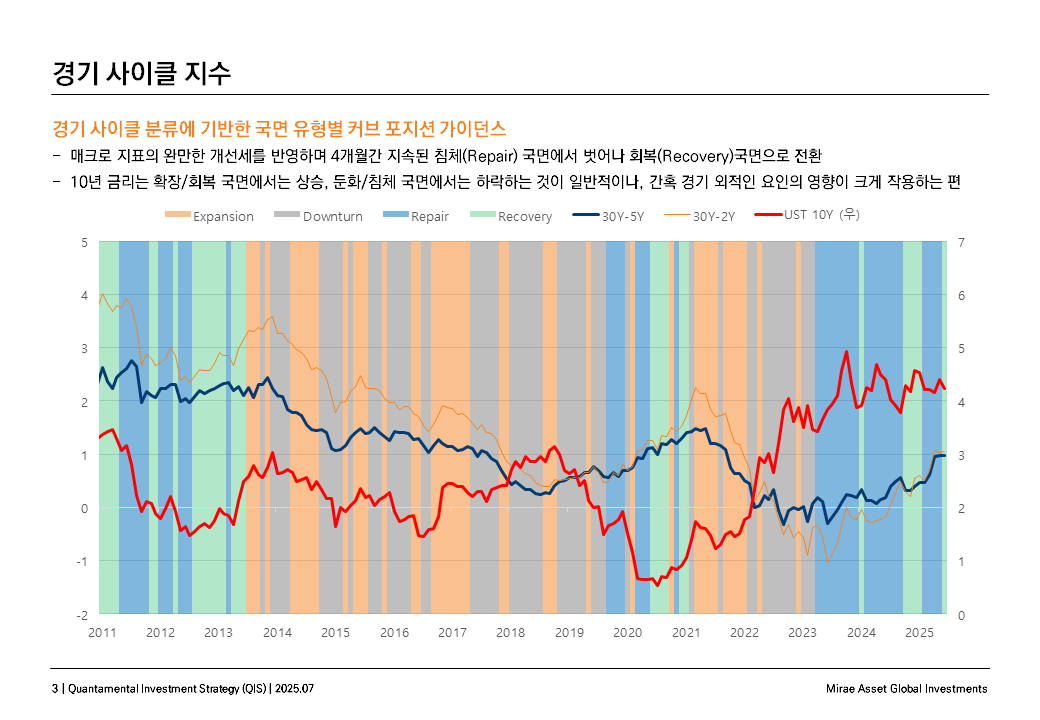 경기 사이클 지수
경기 사이클 분류에 기반한 국면 유형별 커브 포지션 가이던스
– 매크로 지표의 완만한 개선세를 반영하며 4개월간 지속된 침체(Repair) 국면에서 벗어나 회복(Recovery)국면으로 전환
– 10년 금리는 확장/회복 국면에서는 상승, 둔화/침체 국면에서는 하락하는 것이 일반적이나, 간혹 경기 외적인 요인의 영향이 크게 작용하는 편
Expansion Downturn Repair Recovery 30Y-5Y 30Y-2Y UST 10Y (우)
5 7
4 6
3 5
2 4
1 3
0 2
-1 1
-2 0
2011 2012 2013 2014 2015 2016 2017 2018 2019 2020 2021 2022 2023 2024 2025
3 | Quantamental Investment Strategy (QIS) | 2025.07 Mirae Asset Global Investments